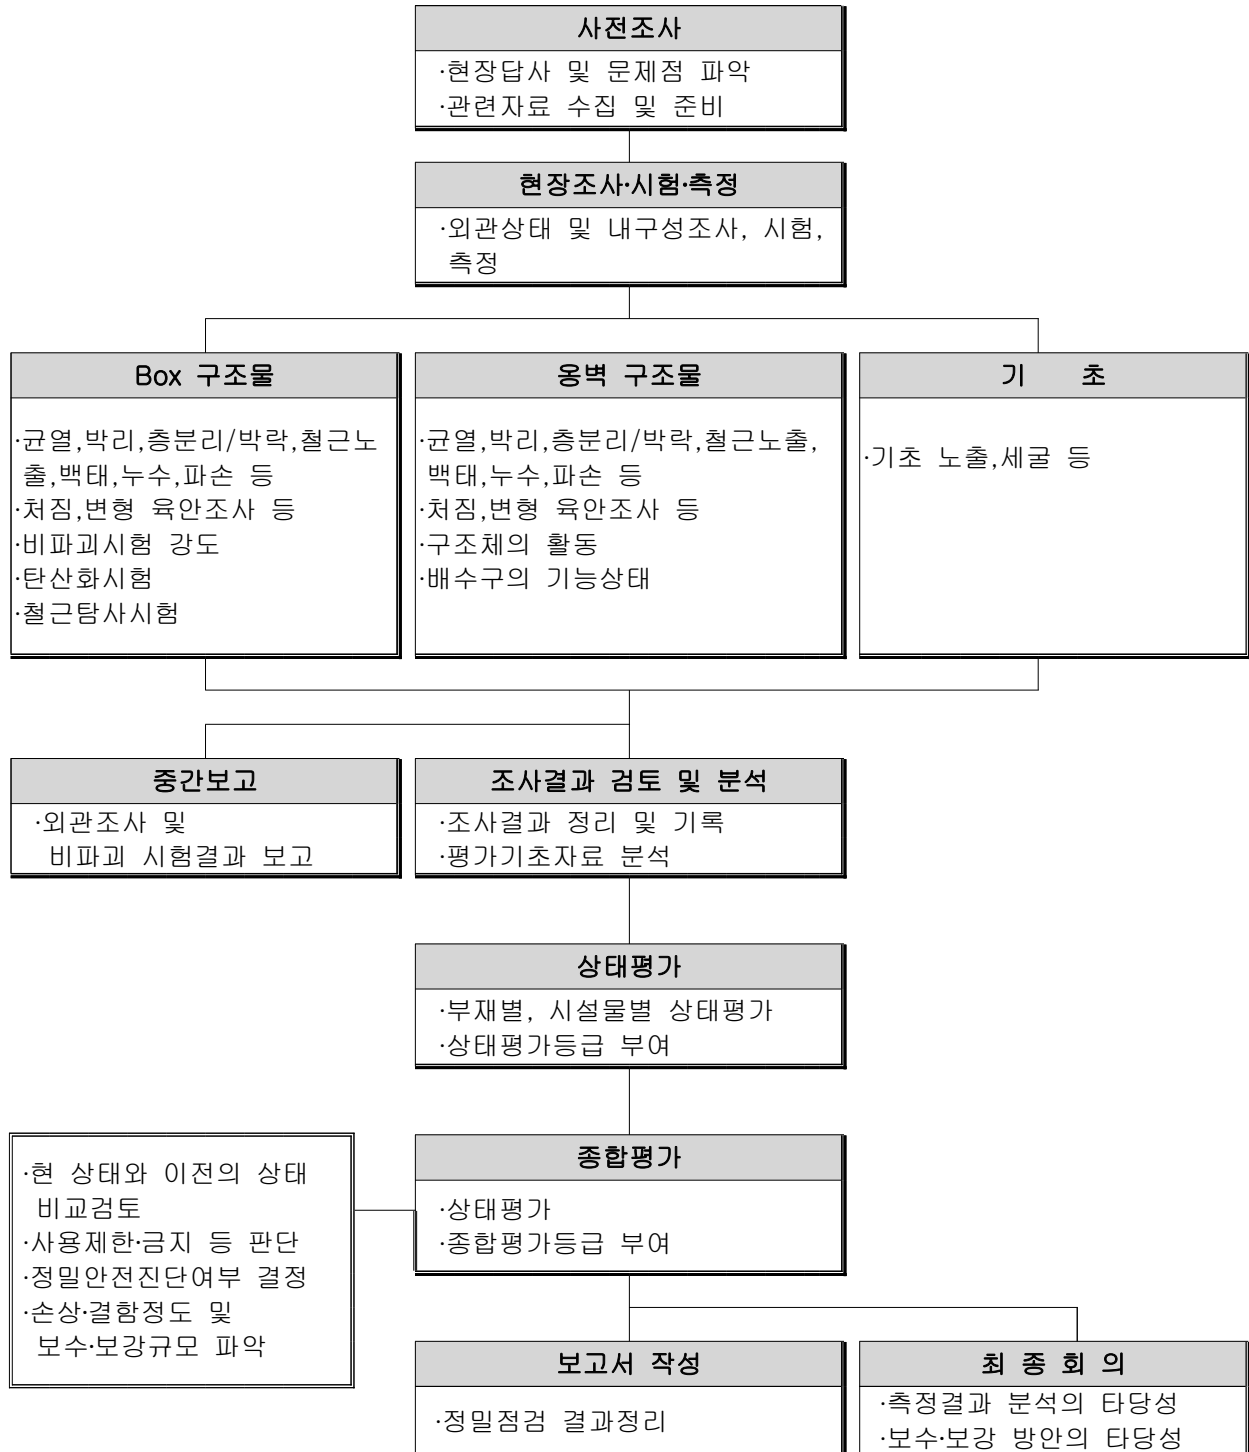 사전조사
·현장답사 및 문제점 파악
·관련자료 수집 및 준비
현장조사·시험·측정
·외관상태 및 내구성조사, 시험,
측정
Box 구조물
·균열,박리,층분리/박락,철근노
출,백태,누수,파손 등
·처짐,변형 육안조사 등
·비파괴시험 강도
·탄산화시험
·철근탐사시험
옹벽 구조물
·균열,박리,층분리/박락,철근노출,
백태,누수,파손 등
·처짐,변형 육안조사 등
·구조체의 활동
·배수구의 기능상태
기 초
·기초 노출,세굴 등
중간보고
·외관조사 및
비파괴 시험결과 보고
조사결과 검토 및 분석
·조사결과 정리 및 기록
·평가기초자료 분석
상태평가
·부재별, 시설물별 상태평가
·상태평가등급 부여
·현 상태와 이전의 상태
비교검토
·사용제한·금지 등 판단
·정밀안전진단여부 결정
·손상·결함정도 및
보수·보강규모 파악
종합평가
·상태평가
·종합평가등급 부여
보고서 작성
·정밀점검 결과정리
최 종 회 의
·측정결과 분석의 타당성
·보수·보강 방안의 타당성